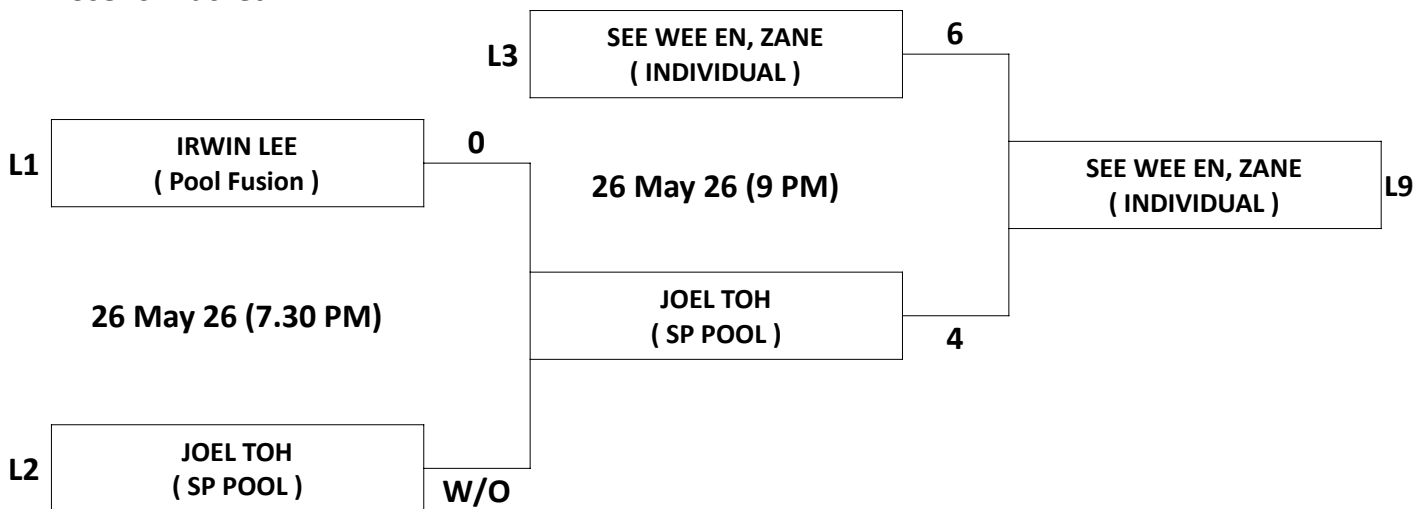 SEE WEE EN, ZANE
( INDIVIDUAL )
6
L3
IRWIN LEE
( Pool Fusion )
0
L1
26 May 26 (9 PM)
SEE WEE EN, ZANE
( INDIVIDUAL )
L9
26 May 26 (7.30 PM)
JOEL TOH
( SP POOL )
4
JOEL TOH
( SP POOL )
L2
W/O